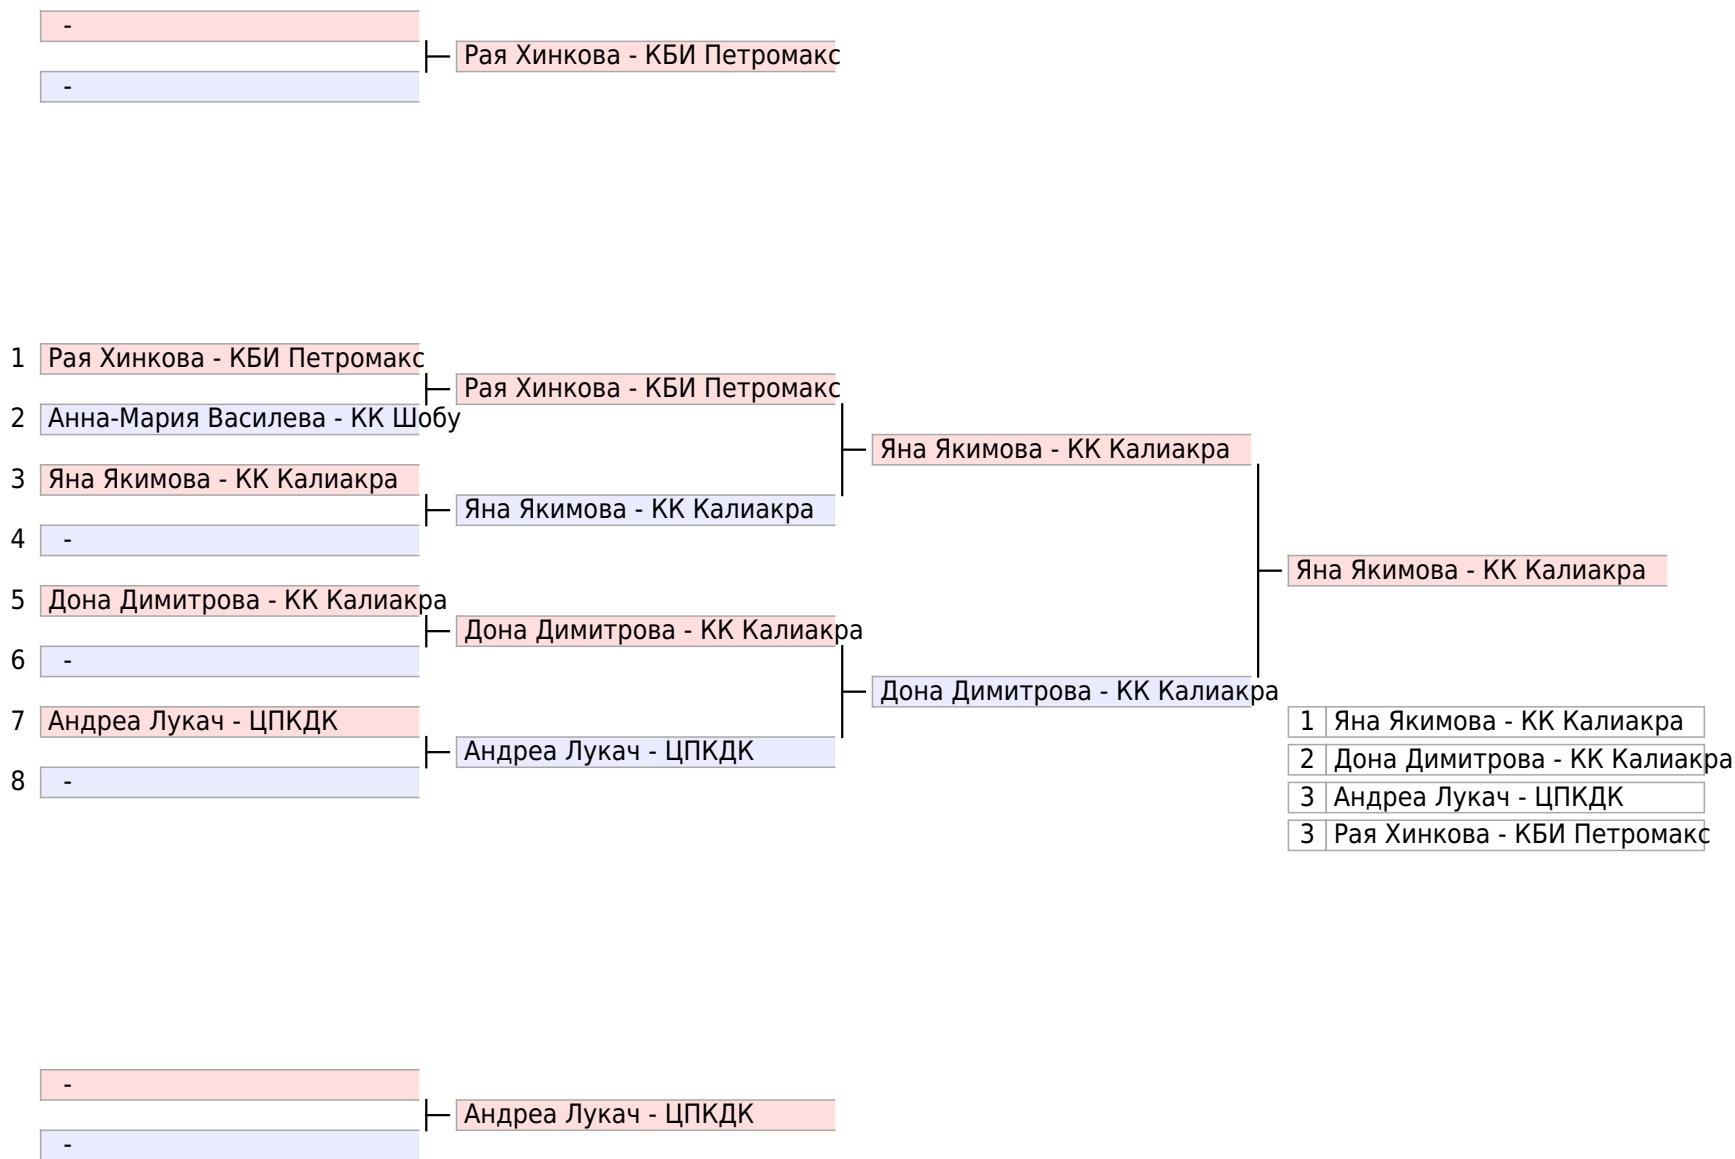 -
Рая Хинкова - КБИ Петромакс
-
1 Рая Хинкова - КБИ Петромакс
Рая Хинкова - КБИ Петромакс
2 Анна-Мария Василева - КК Шобу
Яна Якимова - КК Калиакра
3 Яна Якимова - КК Калиакра
Яна Якимова - КК Калиакра
4 -
Яна Якимова - КК Калиакра
5 Дона Димитрова - КК Калиакра
Дона Димитрова - КК Калиакра
6 -
Дона Димитрова - КК Калиакра
7 Андреа Лукач - ЦПКДК
Андреа Лукач - ЦПКДК
8 -
1 Яна Якимова - КК Калиакра
2 Дона Димитрова - КК Калиакра
3 Андреа Лукач - ЦПКДК
3 Рая Хинкова - КБИ Петромакс
-
Андреа Лукач - ЦПКДК
-